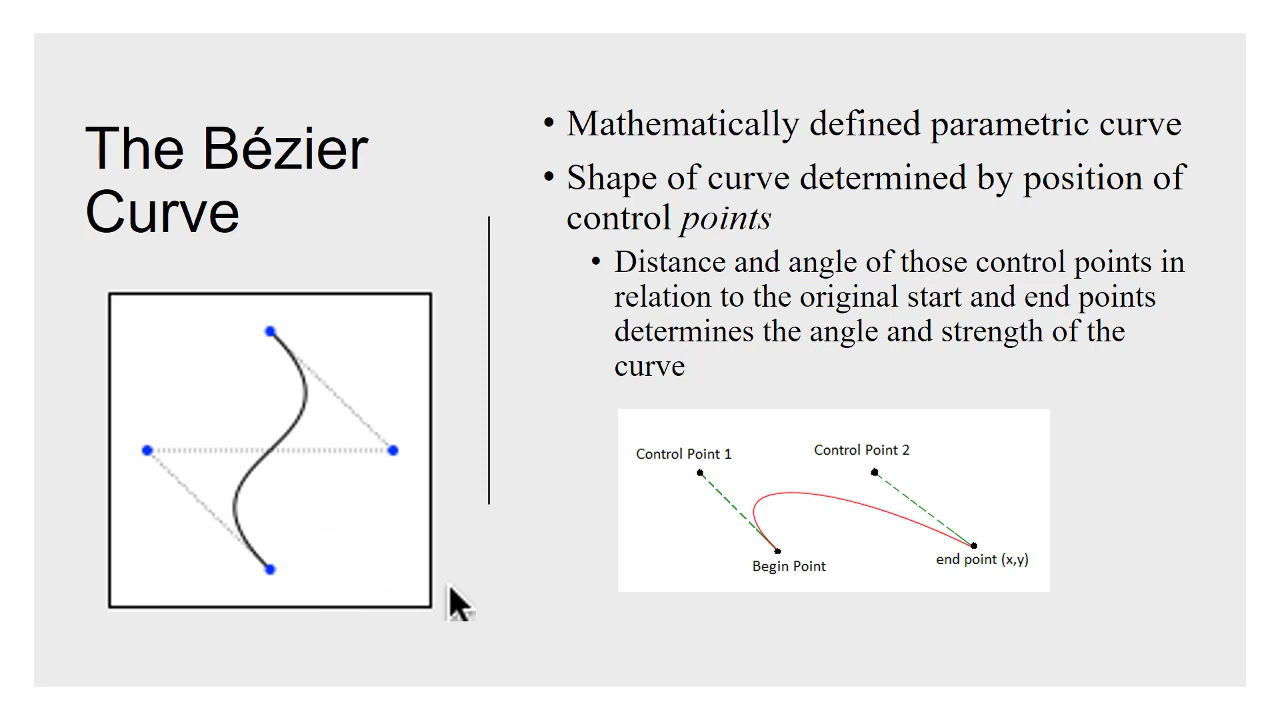 The Bézier
Curve
• Mathematically defined parametric curve
• Shape of curve determined by position of
control points
• Distance and angle of those control points in
relation to the original start and end points
determines the angle and strength of the
curve
Control Point 1
Control Point 2
Begin Point
end point (x,y)